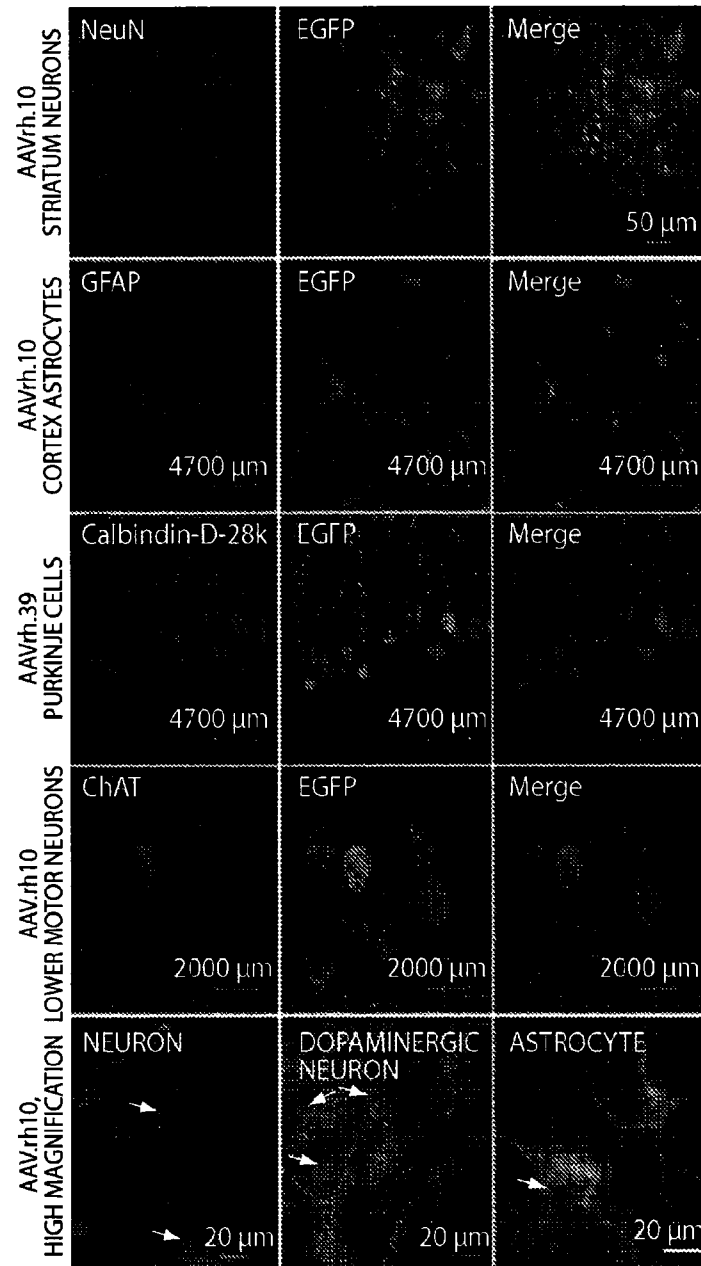 AAVrh.10
STRIATUM NEURONS
NeuN
EGFP
Merge
50 µm
AAVrh.10
CORTEX ASTROCYTES
GFAP
EGFP
Merge
4700 µm
4700 µm
4700 µm
AAVrh.39
PURKINJE CELLS
Calbindin-D-28k
EGFP
Merge
4700 µm
4700 µm
4700 µm
AAV.rh10
LOWER MOTOR NEURONS
ChAT
EGFP
Merge
2000 µm
2000 µm
2000 µm
AAV.rh10,
HIGH MAGNIFICATION
NEURON
DOPAMINERGIC
NEURON
ASTROCYTE
20 µm
20 µm
20 µm